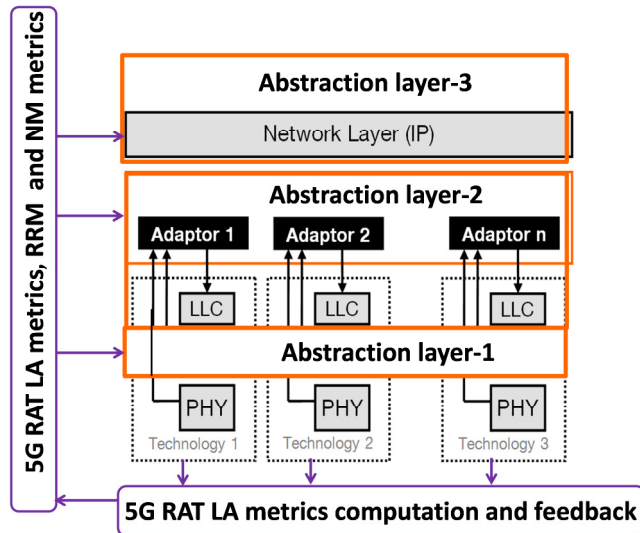 5G RAT LA metrics, RRM and NM metrics
Abstraction layer-3
Network Layer (IP)
Abstraction layer-2
Adaptor 1 Adaptor 2 Adaptor n
LLC LLC LLC
Abstraction layer-1
PHY PHY PHY
Technology 1 Technology 2 Technology 3
5G RAT LA metrics computation and feedback